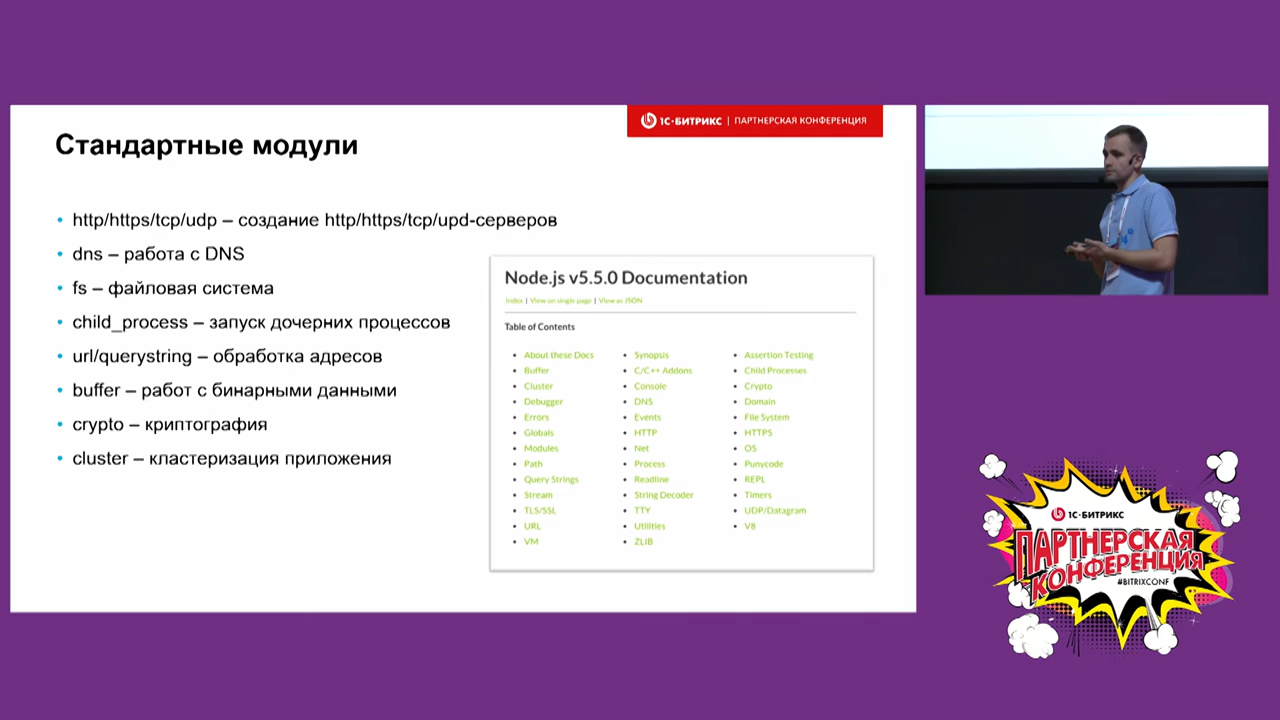 1С-БИТРИКС | ПАРТНЕРСКАЯ КОНФЕРЕНЦИЯ
Стандартные модули
• http/https/tcp/udp – создание http/https/tcp/upd-серверов
• dns – работа с DNS
• fs – файловая система
• child_process – запуск дочерних процессов
• url/querystring – обработка адресов
• buffer – работ с бинарными данными
• crypto – криптография
• cluster – кластеризация приложения
Node.js v5.5.0 Documentation
Index | View on single page | View as JSON
Table of Contents
• About these Docs
• Buffer
• Cluster
• Debugger
• Errors
• Globals
• Modules
• Path
• Query Strings
• Stream
• TLS/SSL
• URL
• VM
• Synopsis
• C/C++ Addons
• Console
• DNS
• Events
• HTTP
• Net
• Process
• Readline
• String Decoder
• TTY
• Utilities
• ZLIB
• Assertion Testing
• Child Processes
• Crypto
• Domain
• File System
• HTTPS
• OS
• Punycode
• REPL
• Timers
• UDP/Datagram
• V8
1С-БИТРИКС
ПАРТНЕРСКАЯ
КОНФЕРЕНЦИЯ
#BITRIXCONF